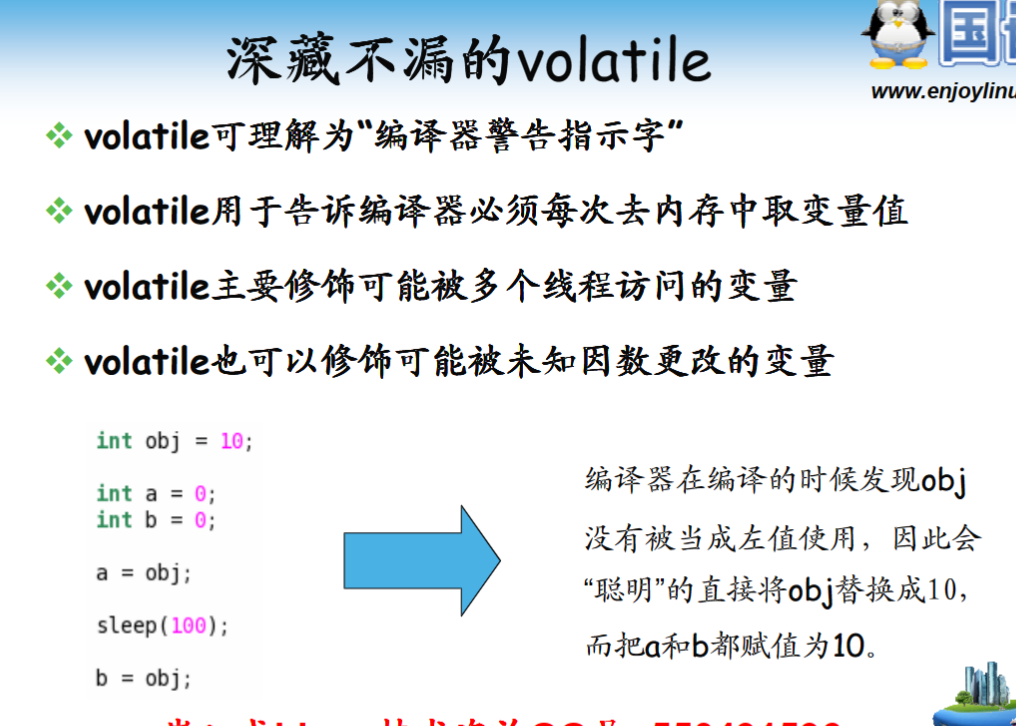 深藏不漏的volatile
国
www.enjoylinu
volatile可理解为“编译器警告指示字”
volatile用于告诉编译器必须每次去内存中取变量值
volatile主要修饰可能被多个线程访问的变量
volatile也可以修饰可能被未知因数更改的变量
int obj = 10;
int a = 0;
int b = 0;
a = obj;
sleep(100);
b = obj;
编译器在编译的时候发现obj
没有被当成左值使用，因此会
“聪明”的直接将obj替换成10，
而把a和b都赋值为10。